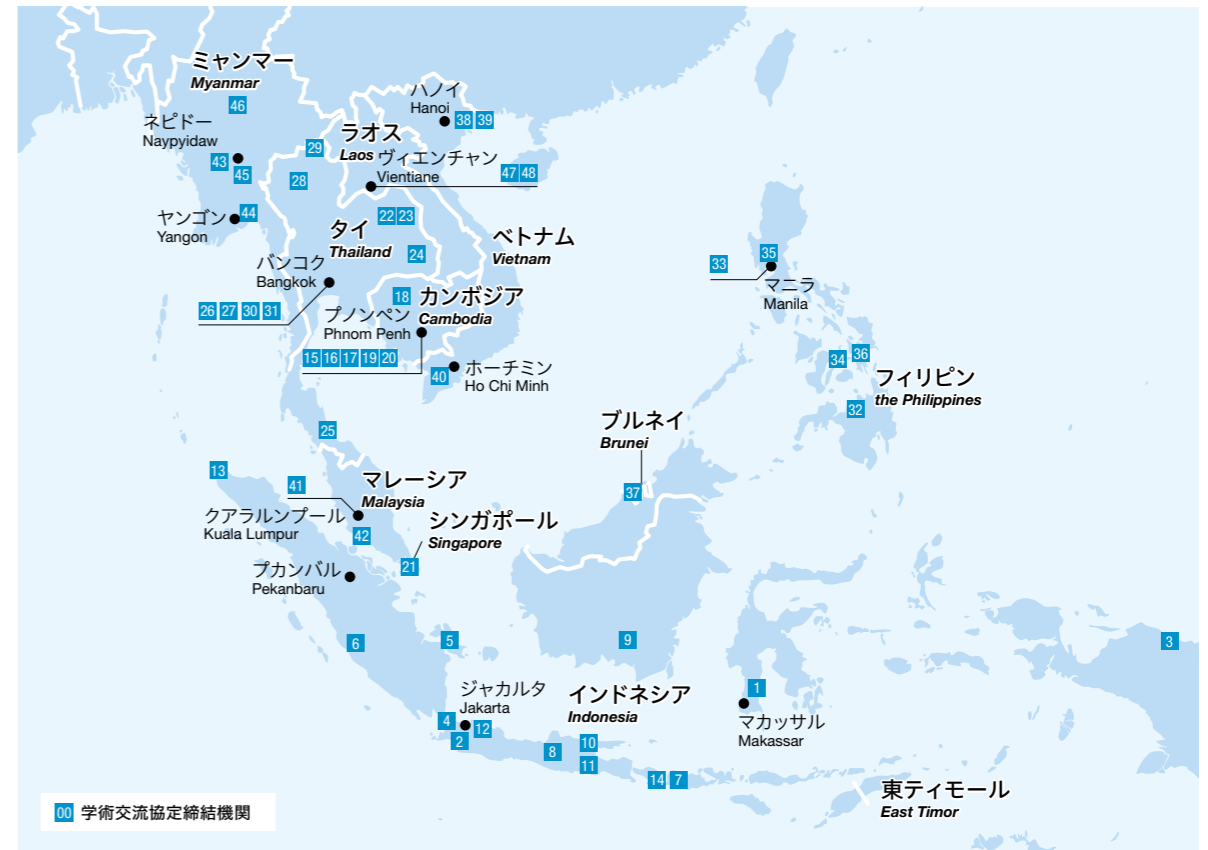 ミャンマー
Myanmar
46
ネピドー
Naypyidaw
43
45
ヤンゴン
Yangon
44
ハノイ
Hanoi
38 39
29
ラオス
Laos
ヴィエンチャン
Vientiane
47 48
28
22 23
タイ
Thailand
24
ベトナム
Vietnam
バンコク
Bangkok
26 27 30 31
18
カンボジア
Cambodia
プノンペン
Phnom Penh
15 16 17 19 20
40
ホーチミン
Ho Chi Minh
33
35
マニラ
Manila
34
36
フィリピン
the Philippines
32
25
ブルネイ
Brunei
37
13
マレーシア
Malaysia
41
クアラルンプール
Kuala Lumpur
42
シンガポール
Singapore
21
プカンバル
Pekanbaru
6
5
9
3
ジャカルタ
Jakarta
4
12
2
インドネシア
Indonesia
8
10
11
14 7
1
マカッサル
Makassar
東ティモール
East Timor
00 学術交流協定締結機関